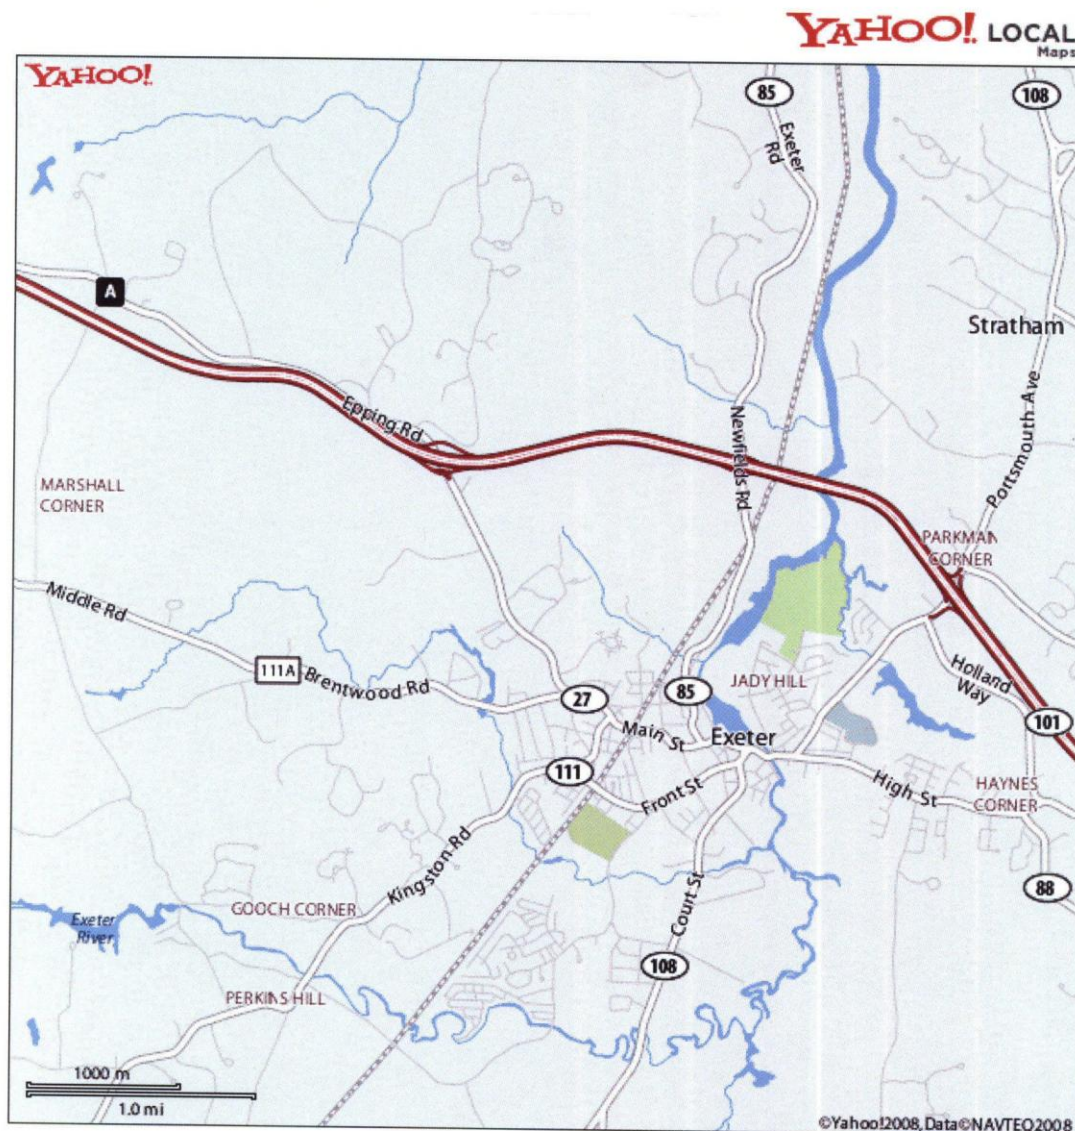 YAHOO! LOCAL
Maps
YAHOO!
85
108
Exeter
Rd
A
Stratham
Epping Rd
Portsmouth Ave
Newfields Rd
MARSHALL
CORNER
PARKMAN
CORNER
Middle Rd
111A
Brentwood Rd
27
85
JADY HILL
Holland
Way
101
Main St
Exeter
111
Front St
High St
HAYNES
CORNER
Kingston Rd
Court St
88
GOOCH CORNER
Exeter
River
108
PERKINS HILL
1000 m
1.0 mi
©Yahoo!2008, Data©NAVTEQ2008